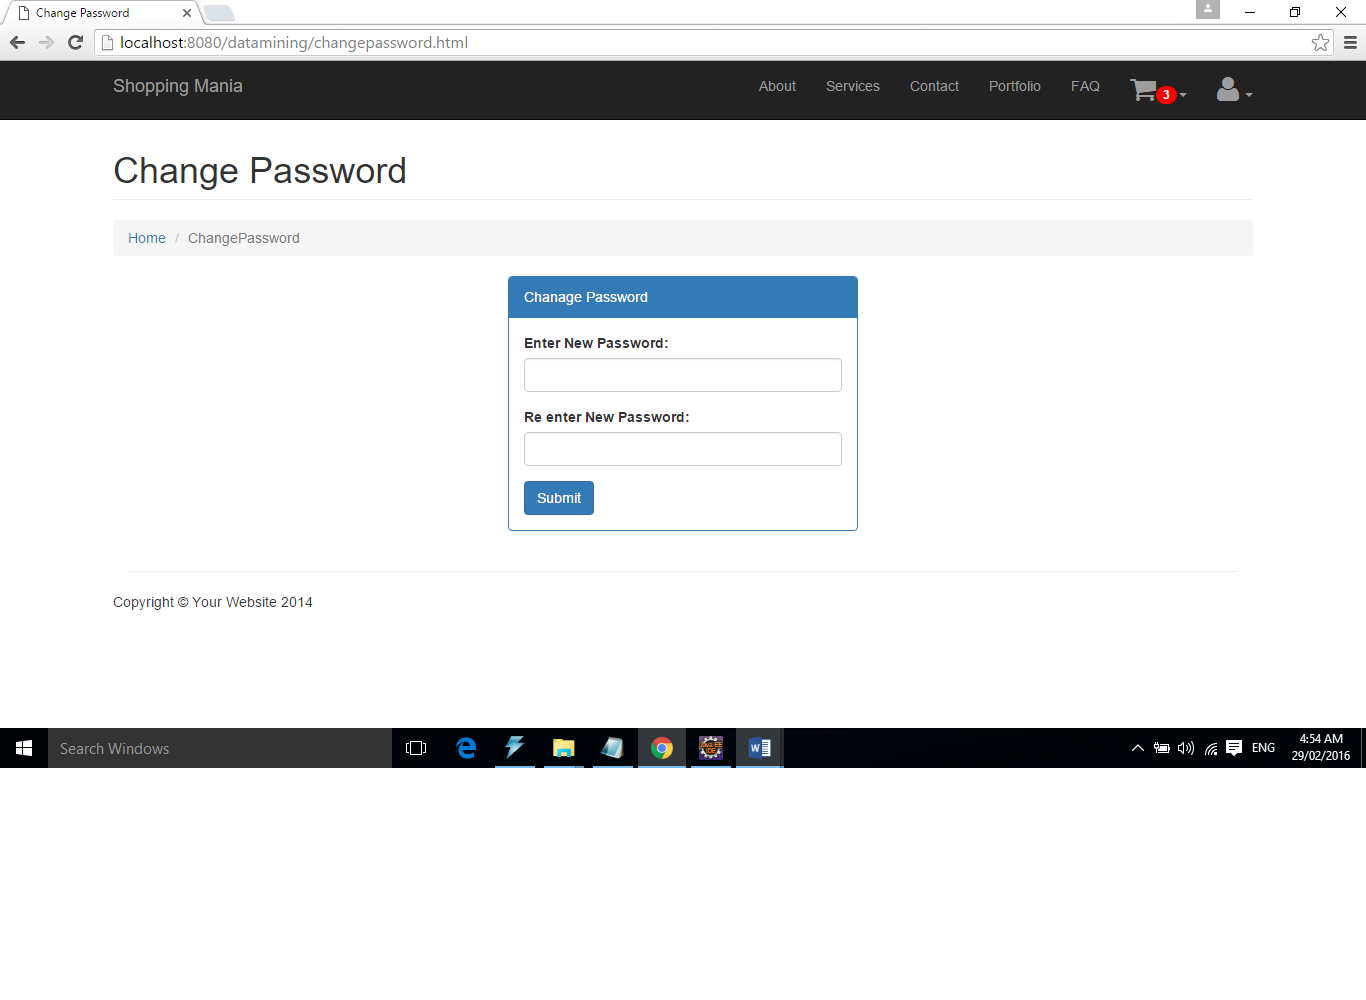 Change Password
localhost:8080/datamining/changepassword.html
Shopping Mania About Services Contact Portfolio FAQ 3
Change Password
Home / ChangePassword
Chanage Password
Enter New Password:
Re enter New Password:
Submit
Copyright © Your Website 2014
Search Windows
ENG
4:54 AM
29/02/2016